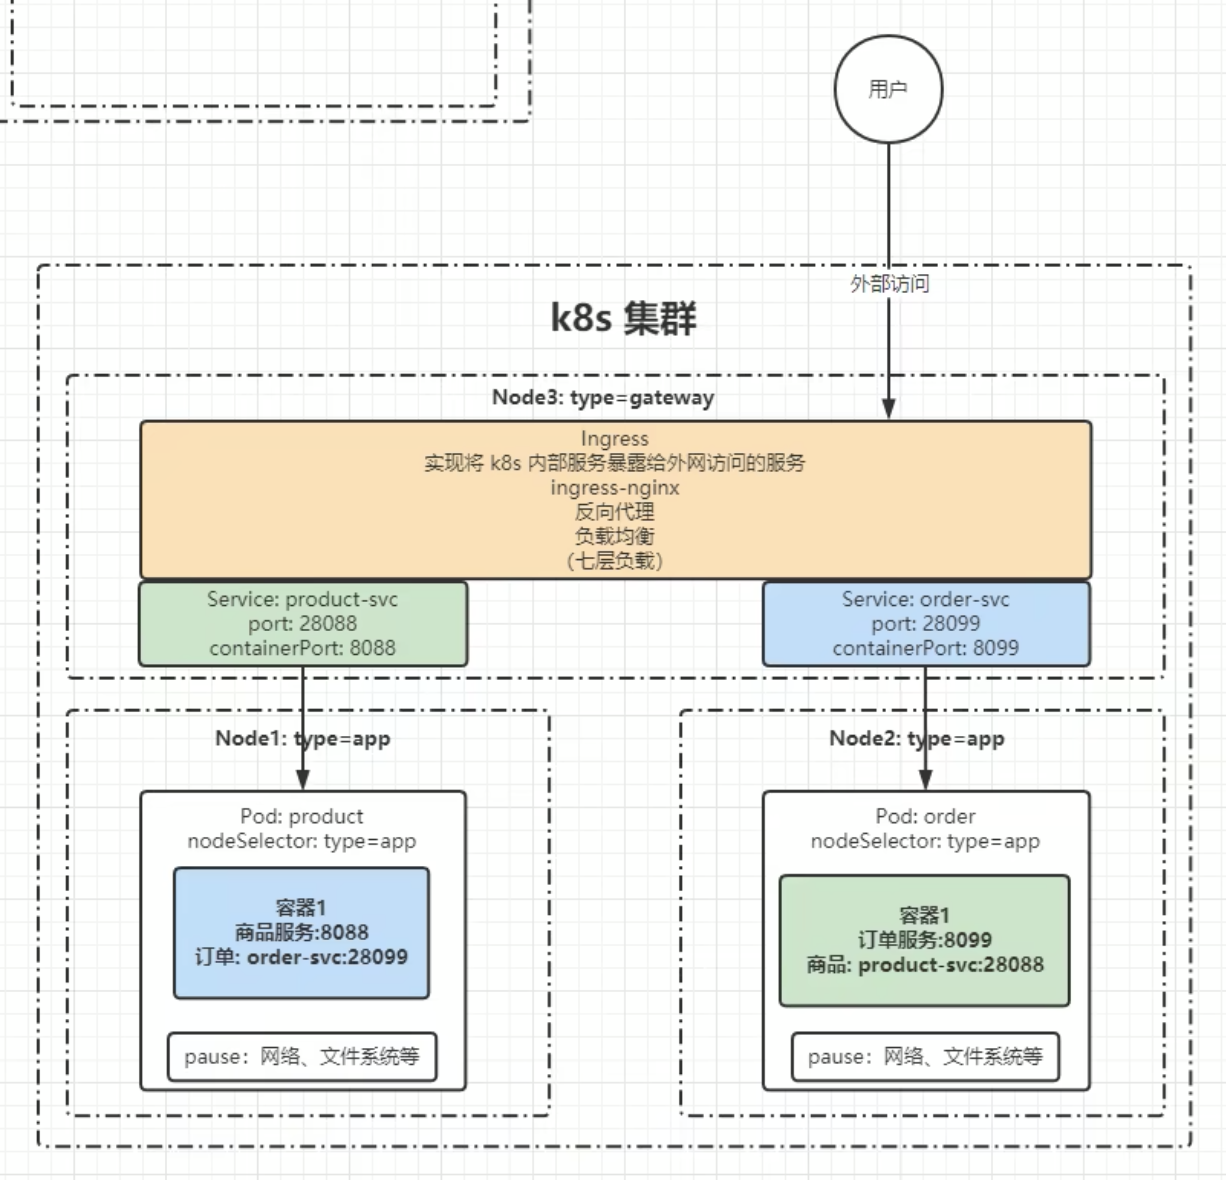 用户
外部访问
k8s 集群
Node3: type=gateway
Ingress
实现将 k8s 内部服务暴露给外网访问的服务
ingress-nginx
反向代理
负载均衡
（七层负载）
Service: product-svc
port: 28088
containerPort: 8088
Service: order-svc
port: 28099
containerPort: 8099
Node1: type=app
Pod: product
nodeSelector: type=app
容器1
商品服务:8088
订单: order-svc:28099
pause：网络、文件系统等
Node2: type=app
Pod: order
nodeSelector: type=app
容器1
订单服务:8099
商品: product-svc:28088
pause：网络、文件系统等